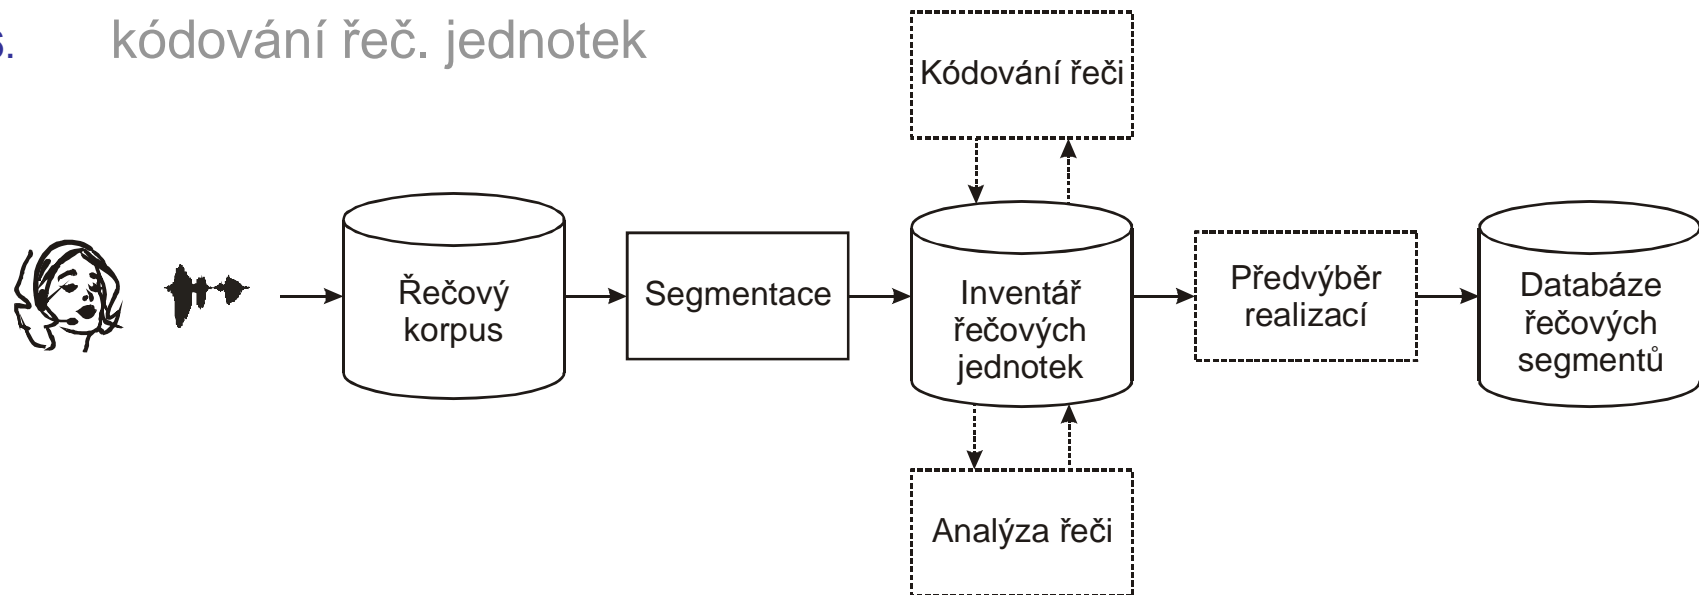 kódování řeč. jednotek
Kódování řeči
Řečový
korpus
Segmentace
Inventář
řečových
jednotek
Předvýběr
realizací
Databáze
řečových
segmentů
Analýza řeči